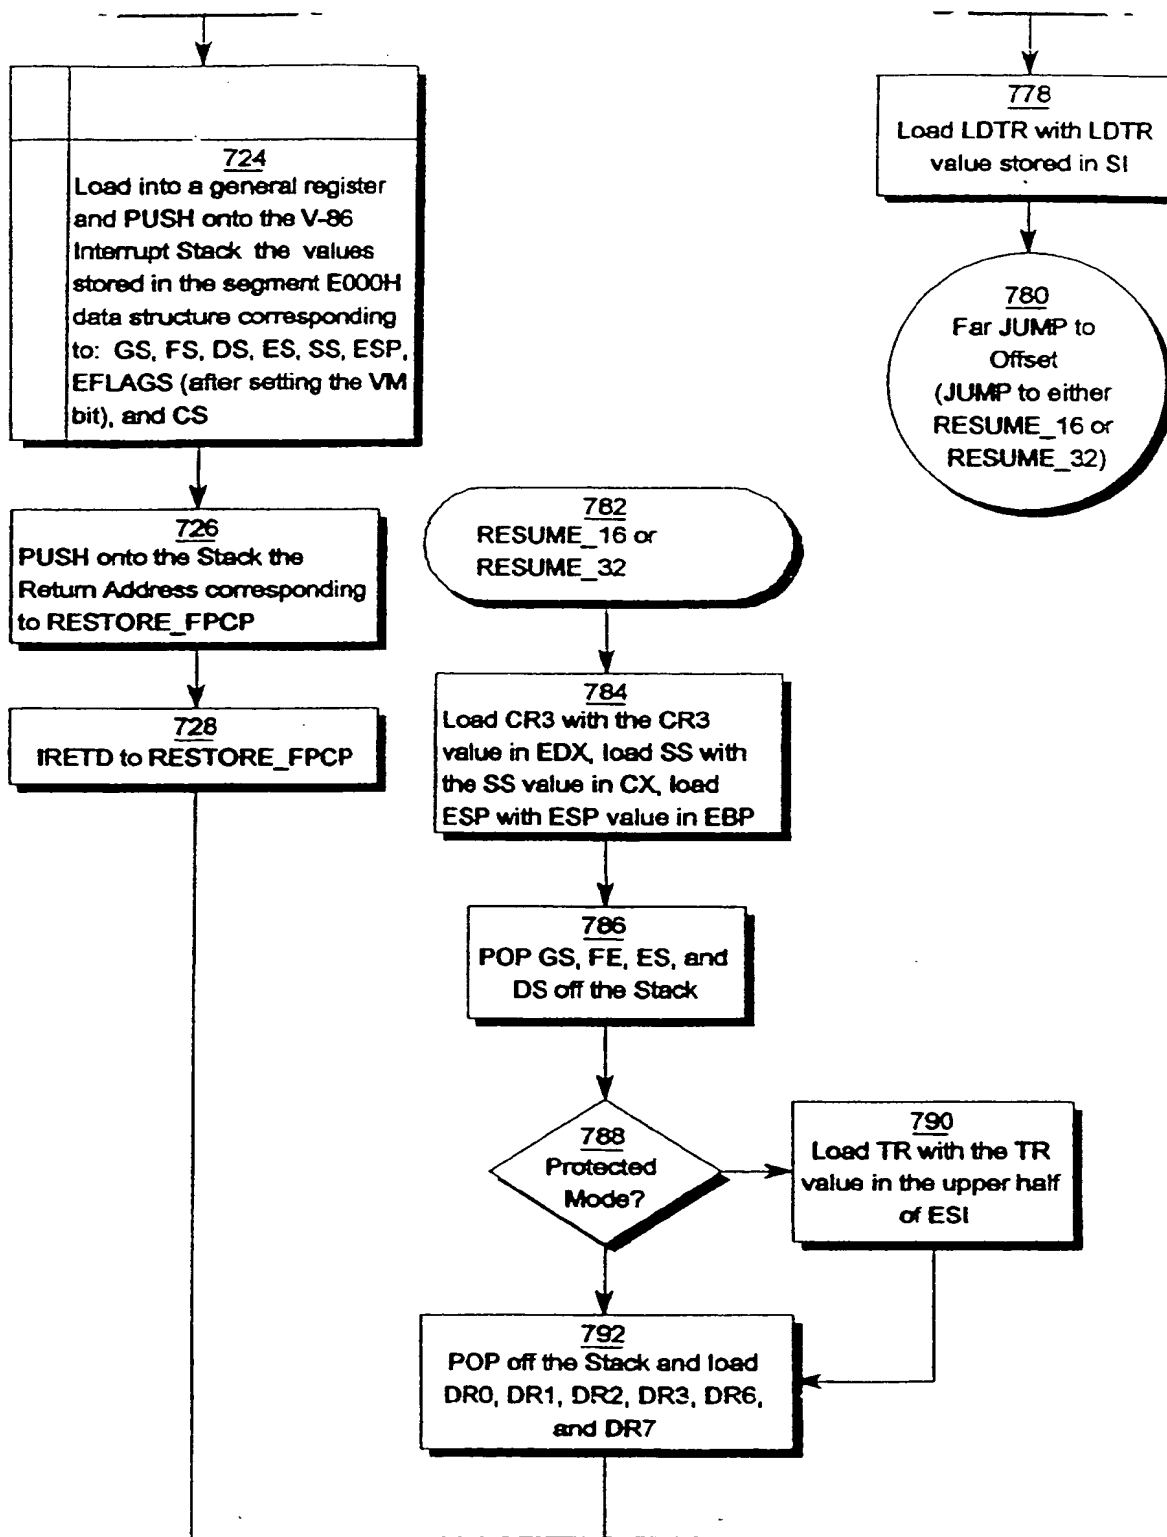 724
Load into a general register
and PUSH onto the V-86
Interrupt Stack the values
stored in the segment E000H
data structure corresponding
to: GS, FS, DS, ES, SS, ESP,
EFLAGS (after setting the VM
bit), and CS
726
PUSH onto the Stack the
Return Address corresponding
to RESTORE_FPCP
728
IRETD to RESTORE_FPCP
778
Load LDTR with LDTR
value stored in SI
780
Far JUMP to
Offset
(JUMP to either
RESUME_16 or
RESUME_32)
782
RESUME_16 or
RESUME_32
784
Load CR3 with the CR3
value in EDX, load SS with
the SS value in CX, load
ESP with ESP value in EBP
786
POP GS, FE, ES, and
DS off the Stack
788
Protected
Mode?
790
Load TR with the TR
value in the upper half
of ESI
792
POP off the Stack and load
DR0, DR1, DR2, DR3, DR6,
and DR7